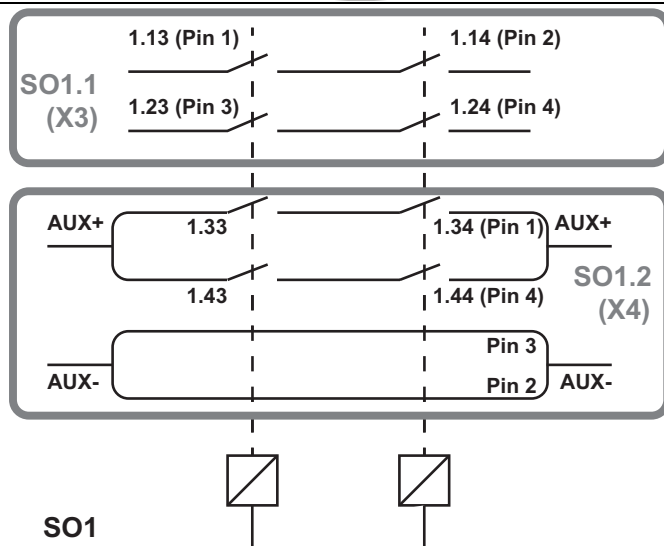 1.13 (Pin 1)
1.14 (Pin 2)
SO1.1
(X3)
1.23 (Pin 3)
1.24 (Pin 4)
AUX+
1.33
1.34 (Pin 1)
AUX+
1.43
1.44 (Pin 4)
SO1.2
(X4)
Pin 3
AUX-
Pin 2
AUX-
SO1